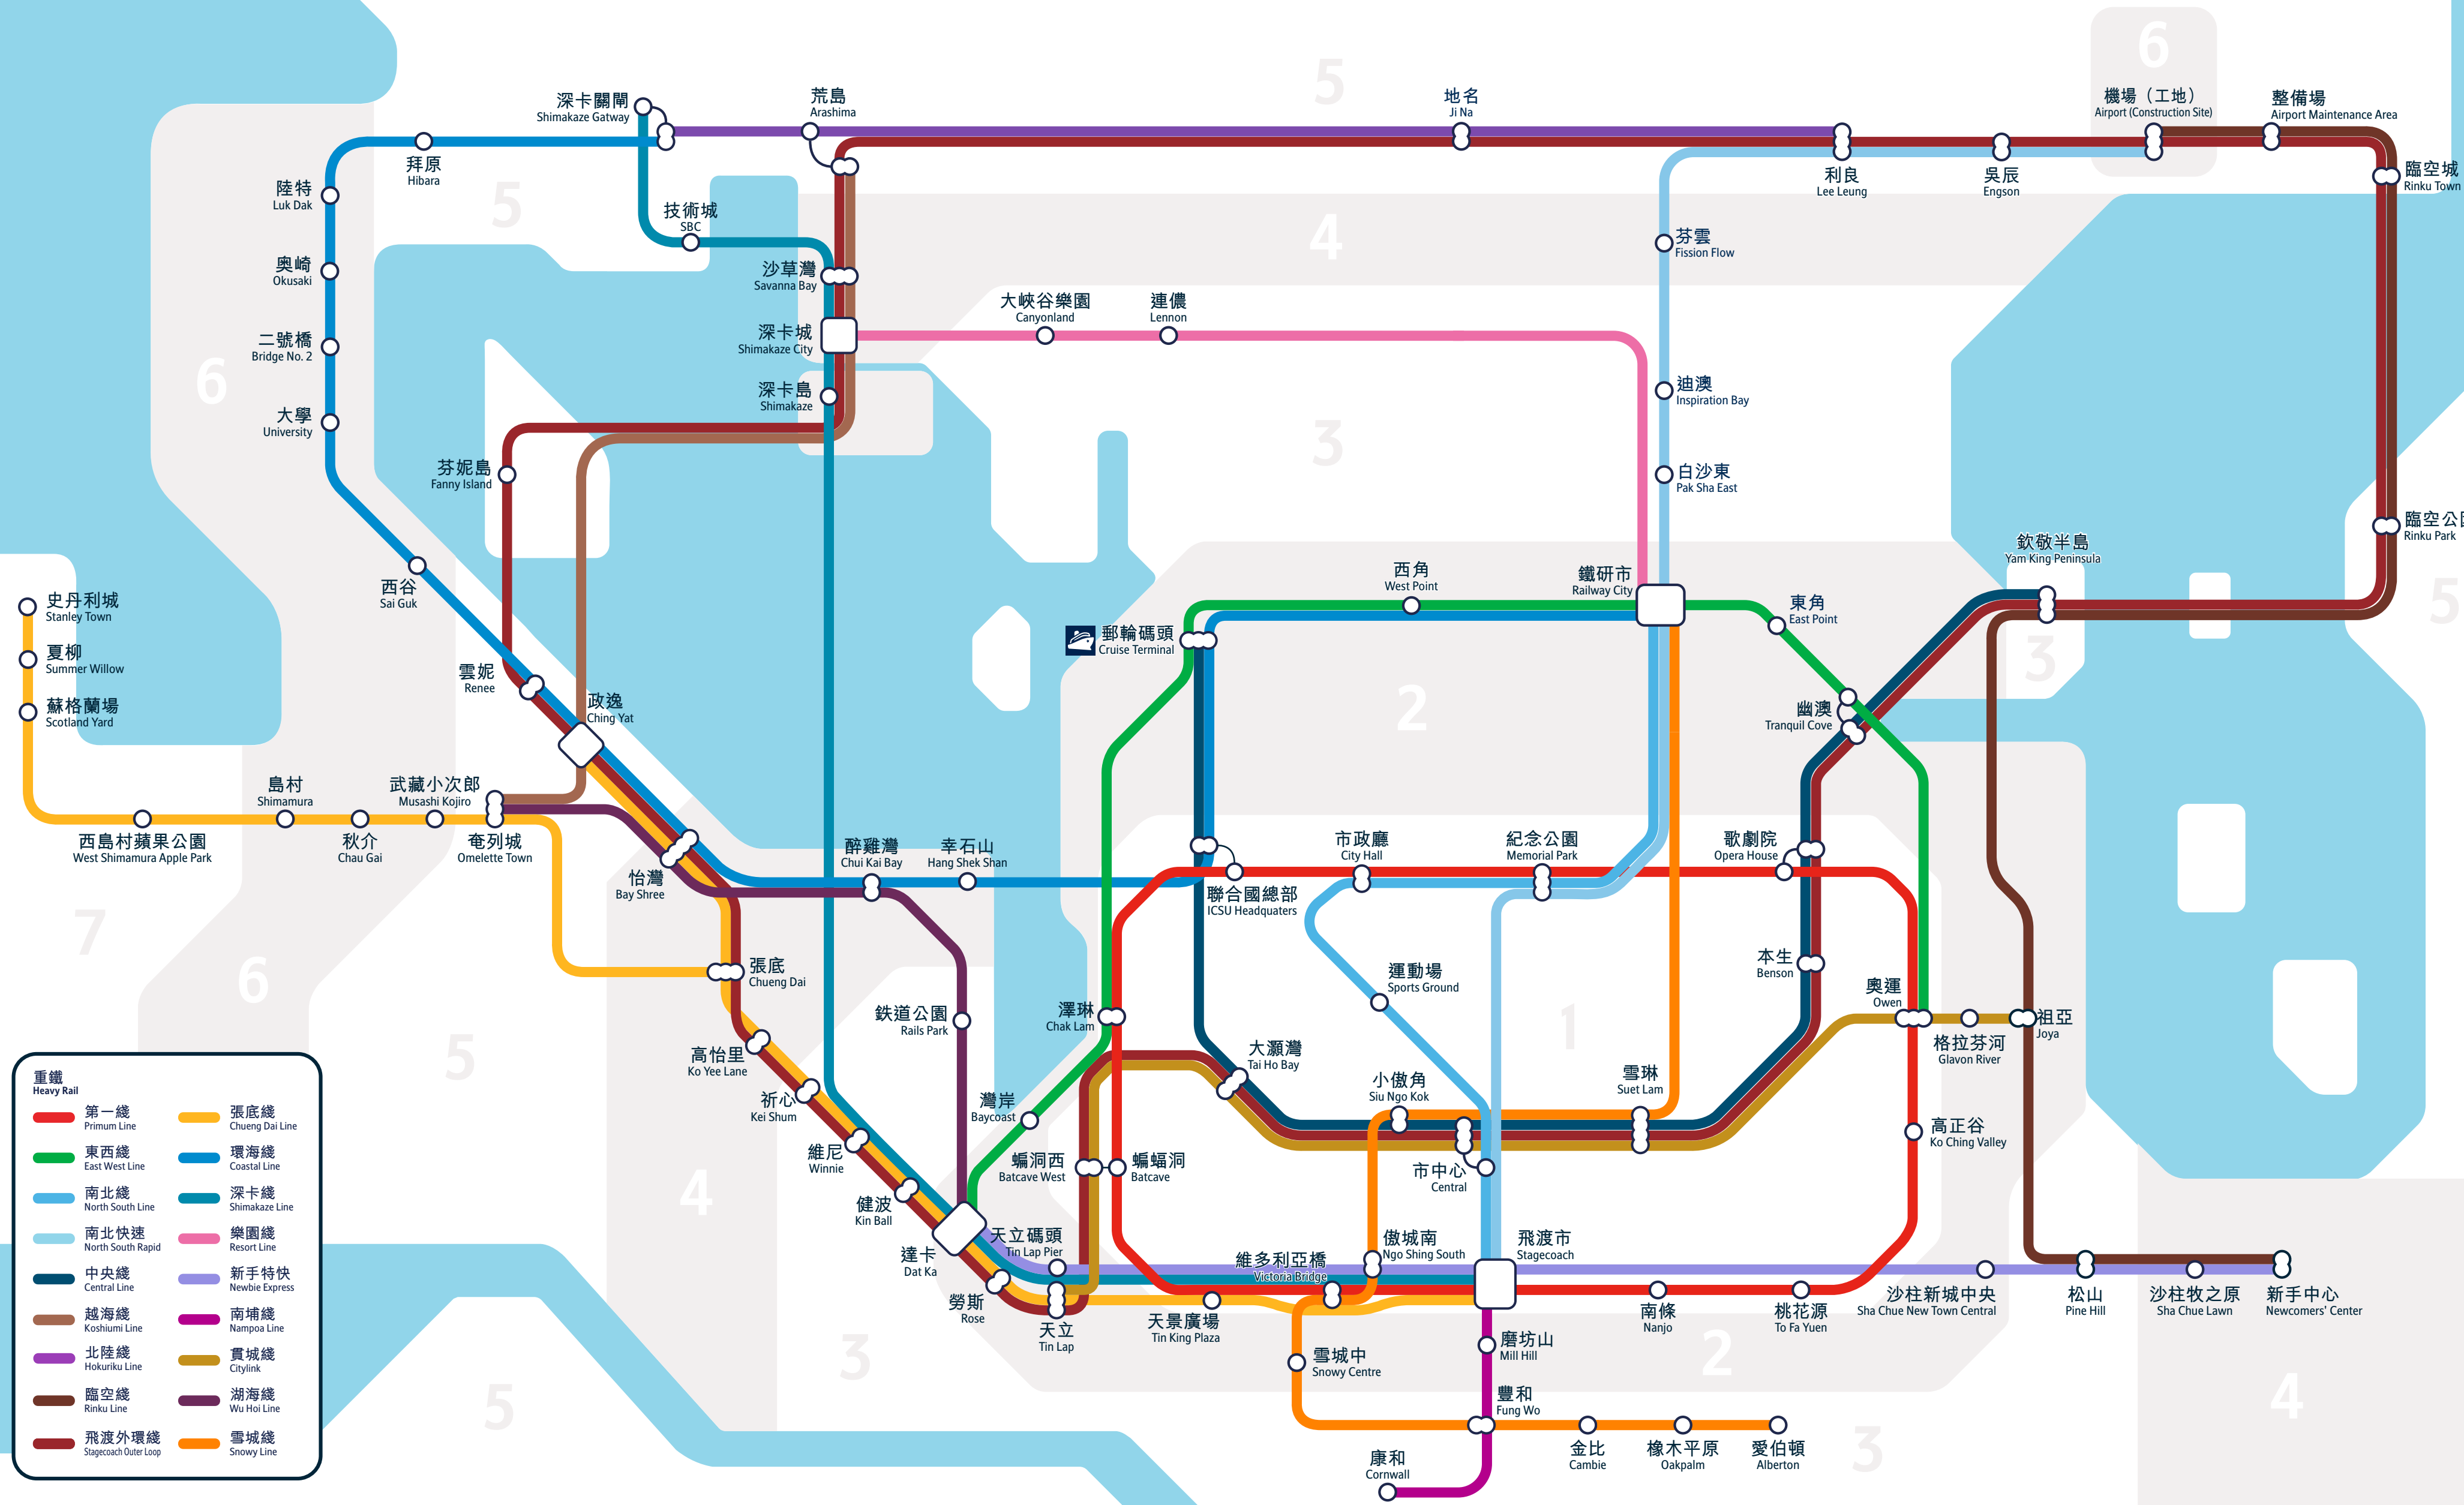 5
6
深卡關閘
Shimakaze Gatway
荒島
Arashima
地名
Ji Na
機場（工地）
Airport (Construction Site)
整備場
Airport Maintenance Area
拜原
Hibara
利良
Lee Leung
吳辰
Engson
臨空城
Rinku Town
陸特
Luk Dak
5
技術城
SBC
4
芬雲
Fission Flow
奧崎
Okusaki
沙草灣
Savanna Bay
大峽谷樂園
Canyonland
連儂
Lennon
二號橋
Bridge No. 2
深卡城
Shimakaze City
6
深卡島
Shimakaze
迪澳
Inspiration Bay
大學
University
3
芬妮島
Fanny Island
白沙東
Pak Sha East
臨空公
Rinku Park
欽敬半島
Yam King Peninsula
西谷
Sai Guk
西角
West Point
鐵研市
Railway City
東角
East Point
5
史丹利城
Stanley Town
郵輪碼頭
Cruise Terminal
夏柳
Summer Willow
雲妮
Renee
3
蘇格蘭場
Scotland Yard
政逸
Ching Yat
2
幽澳
Tranquil Cove
島村
Shimamura
武藏小次郎
Musashi Kojiro
西島村蘋果公園
West Shimamura Apple Park
秋介
Chau Gai
奄列城
Omelette Town
醉雞灣
Chui Kai Bay
幸石山
Hang Shek Shan
市政廳
City Hall
紀念公園
Memorial Park
歌劇院
Opera House
怡灣
Bay Shree
聯合國總部
ICSU Headquaters
7
6
張底
Chueng Dai
運動場
Sports Ground
本生
Benson
奧運
Owen
鉄道公園
Rails Park
澤琳
Chak Lam
1
祖亞
Joya
5
高怡里
Ko Yee Lane
大灝灣
Tai Ho Bay
格拉芬河
Glavon River
祈心
Kei Shum
灣岸
Baycoast
小傲角
Siu Ngo Kok
雪琳
Suet Lam
高正谷
Ko Ching Valley
維尼
Winnie
蝙洞西
Batcave West
蝙蝠洞
Batcave
市中心
Central
4
健波
Kin Ball
達卡
Dat Ka
天立碼頭
Tin Lap Pier
維多利亞橋
Victoria Bridge
傲城南
Ngo Shing South
飛渡市
Stagecoach
勞斯
Rose
天立
Tin Lap
天景廣場
Tin King Plaza
南條
Nanjo
桃花源
To Fa Yuen
沙柱新城中央
Sha Chue New Town Central
松山
Pine Hill
沙柱牧之原
Sha Chue Lawn
新手中心
Newcomers' Center
3
雪城中
Snowy Centre
磨坊山
Mill Hill
2
5
豐和
Fung Wo
4
金比
Cambie
橡木平原
Oakpalm
愛伯頓
Alberton
3
康和
Cornwall
重鐵
Heavy Rail
第一綫
Primum Line
張底綫
Chueng Dai Line
東西綫
East West Line
環海綫
Coastal Line
南北綫
North South Line
深卡綫
Shimakaze Line
南北快速
North South Rapid
樂園綫
Resort Line
中央綫
Central Line
新手特快
Newbie Express
越海綫
Koshiumi Line
南埔綫
Nampoa Line
北陸綫
Hokuriku Line
貫城綫
Citylink
臨空綫
Rinku Line
湖海綫
Wu Hoi Line
飛渡外環綫
Stagecoach Outer Loop
雪城綫
Snowy Line